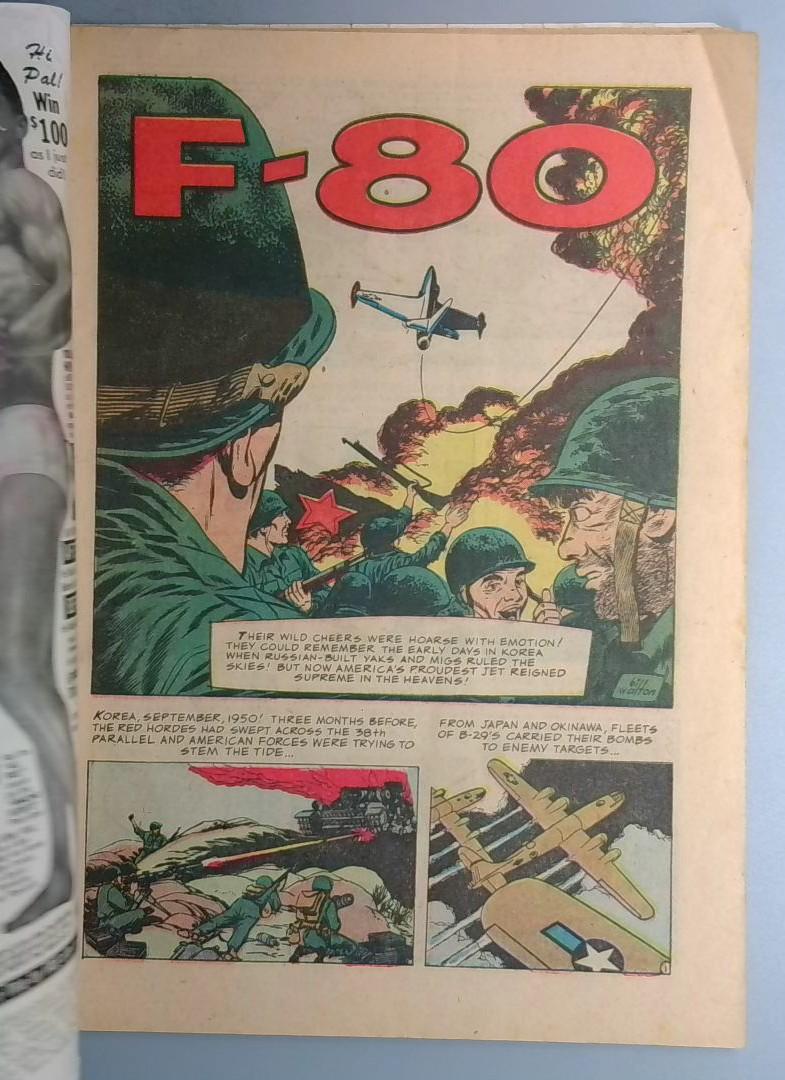 Hi
Pal!
Win
$100
as I just
did!
F-80
THEIR WILD CHEERS WERE HOARSE WITH EMOTION!
THEY COULD REMEMBER THE EARLY DAYS IN KOREA
WHEN RUSSIAN-BUILT YAKS AND MIGS RULED THE
SKIES! BUT NOW AMERICA'S PROUDEST JET REIGNED
SUPREME IN THE HEAVENS!
bill
walton
KOREA, SEPTEMBER, 1950! THREE MONTHS BEFORE,
THE RED HORDES HAD SWEPT ACROSS THE 38th
PARALLEL AND AMERICAN FORCES WERE TRYING TO
STEM THE TIDE...
FROM JAPAN AND OKINAWA, FLEETS
OF B-29'S CARRIED THEIR BOMBS
TO ENEMY TARGETS...
1